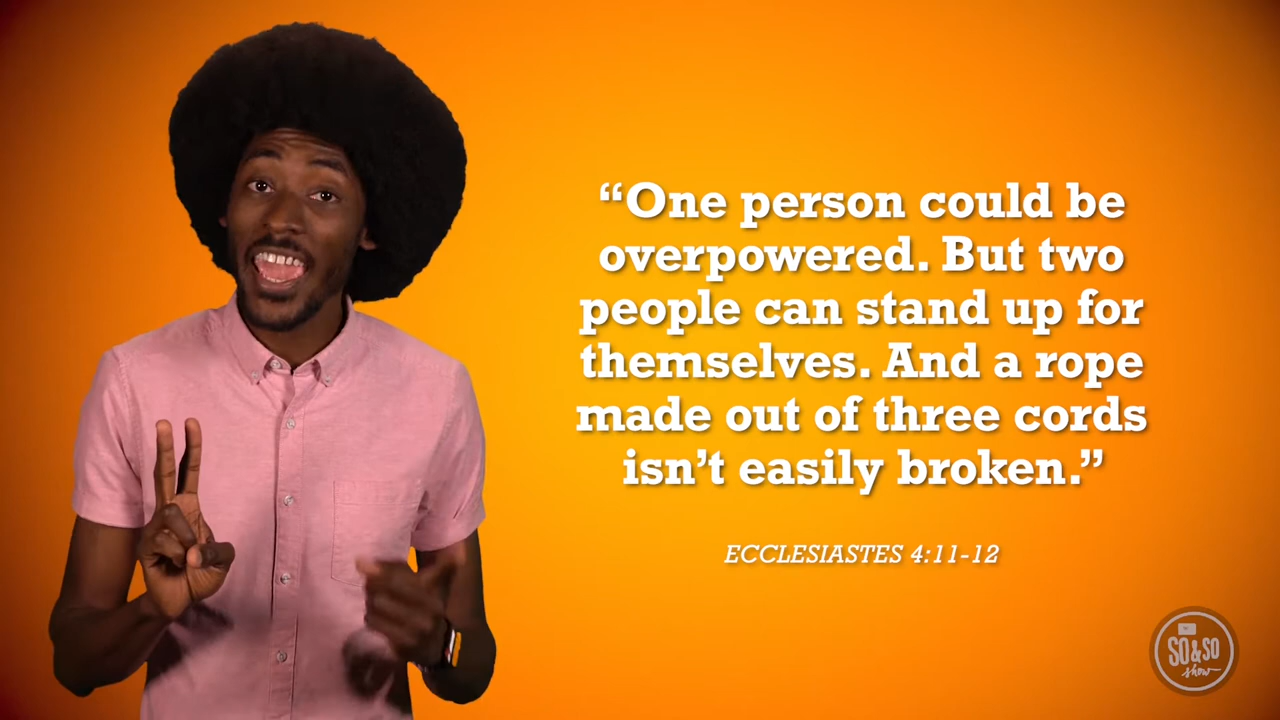 “One person could be
overpowered. But two
people can stand up for
themselves. And a rope
made out of three cords
isn’t easily broken.”
ECCLESIASTES 4:11-12
SO&SO
show